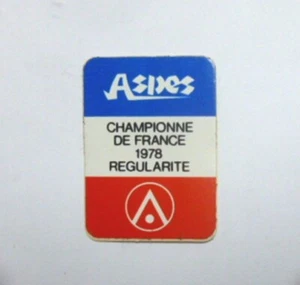 Aspes
CHAMPIONNE
DE FRANCE
1978
REGULARITE